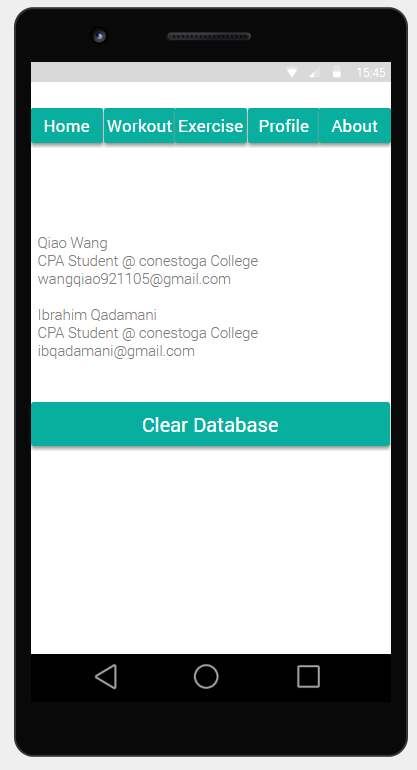 15:45
Home Workout Exercise Profile About
Qiao Wang
CPA Student @ conestoga College
wangqiao921105@gmail.com
Ibrahim Qadamani
CPA Student @ conestoga College
ibqadamani@gmail.com
Clear Database